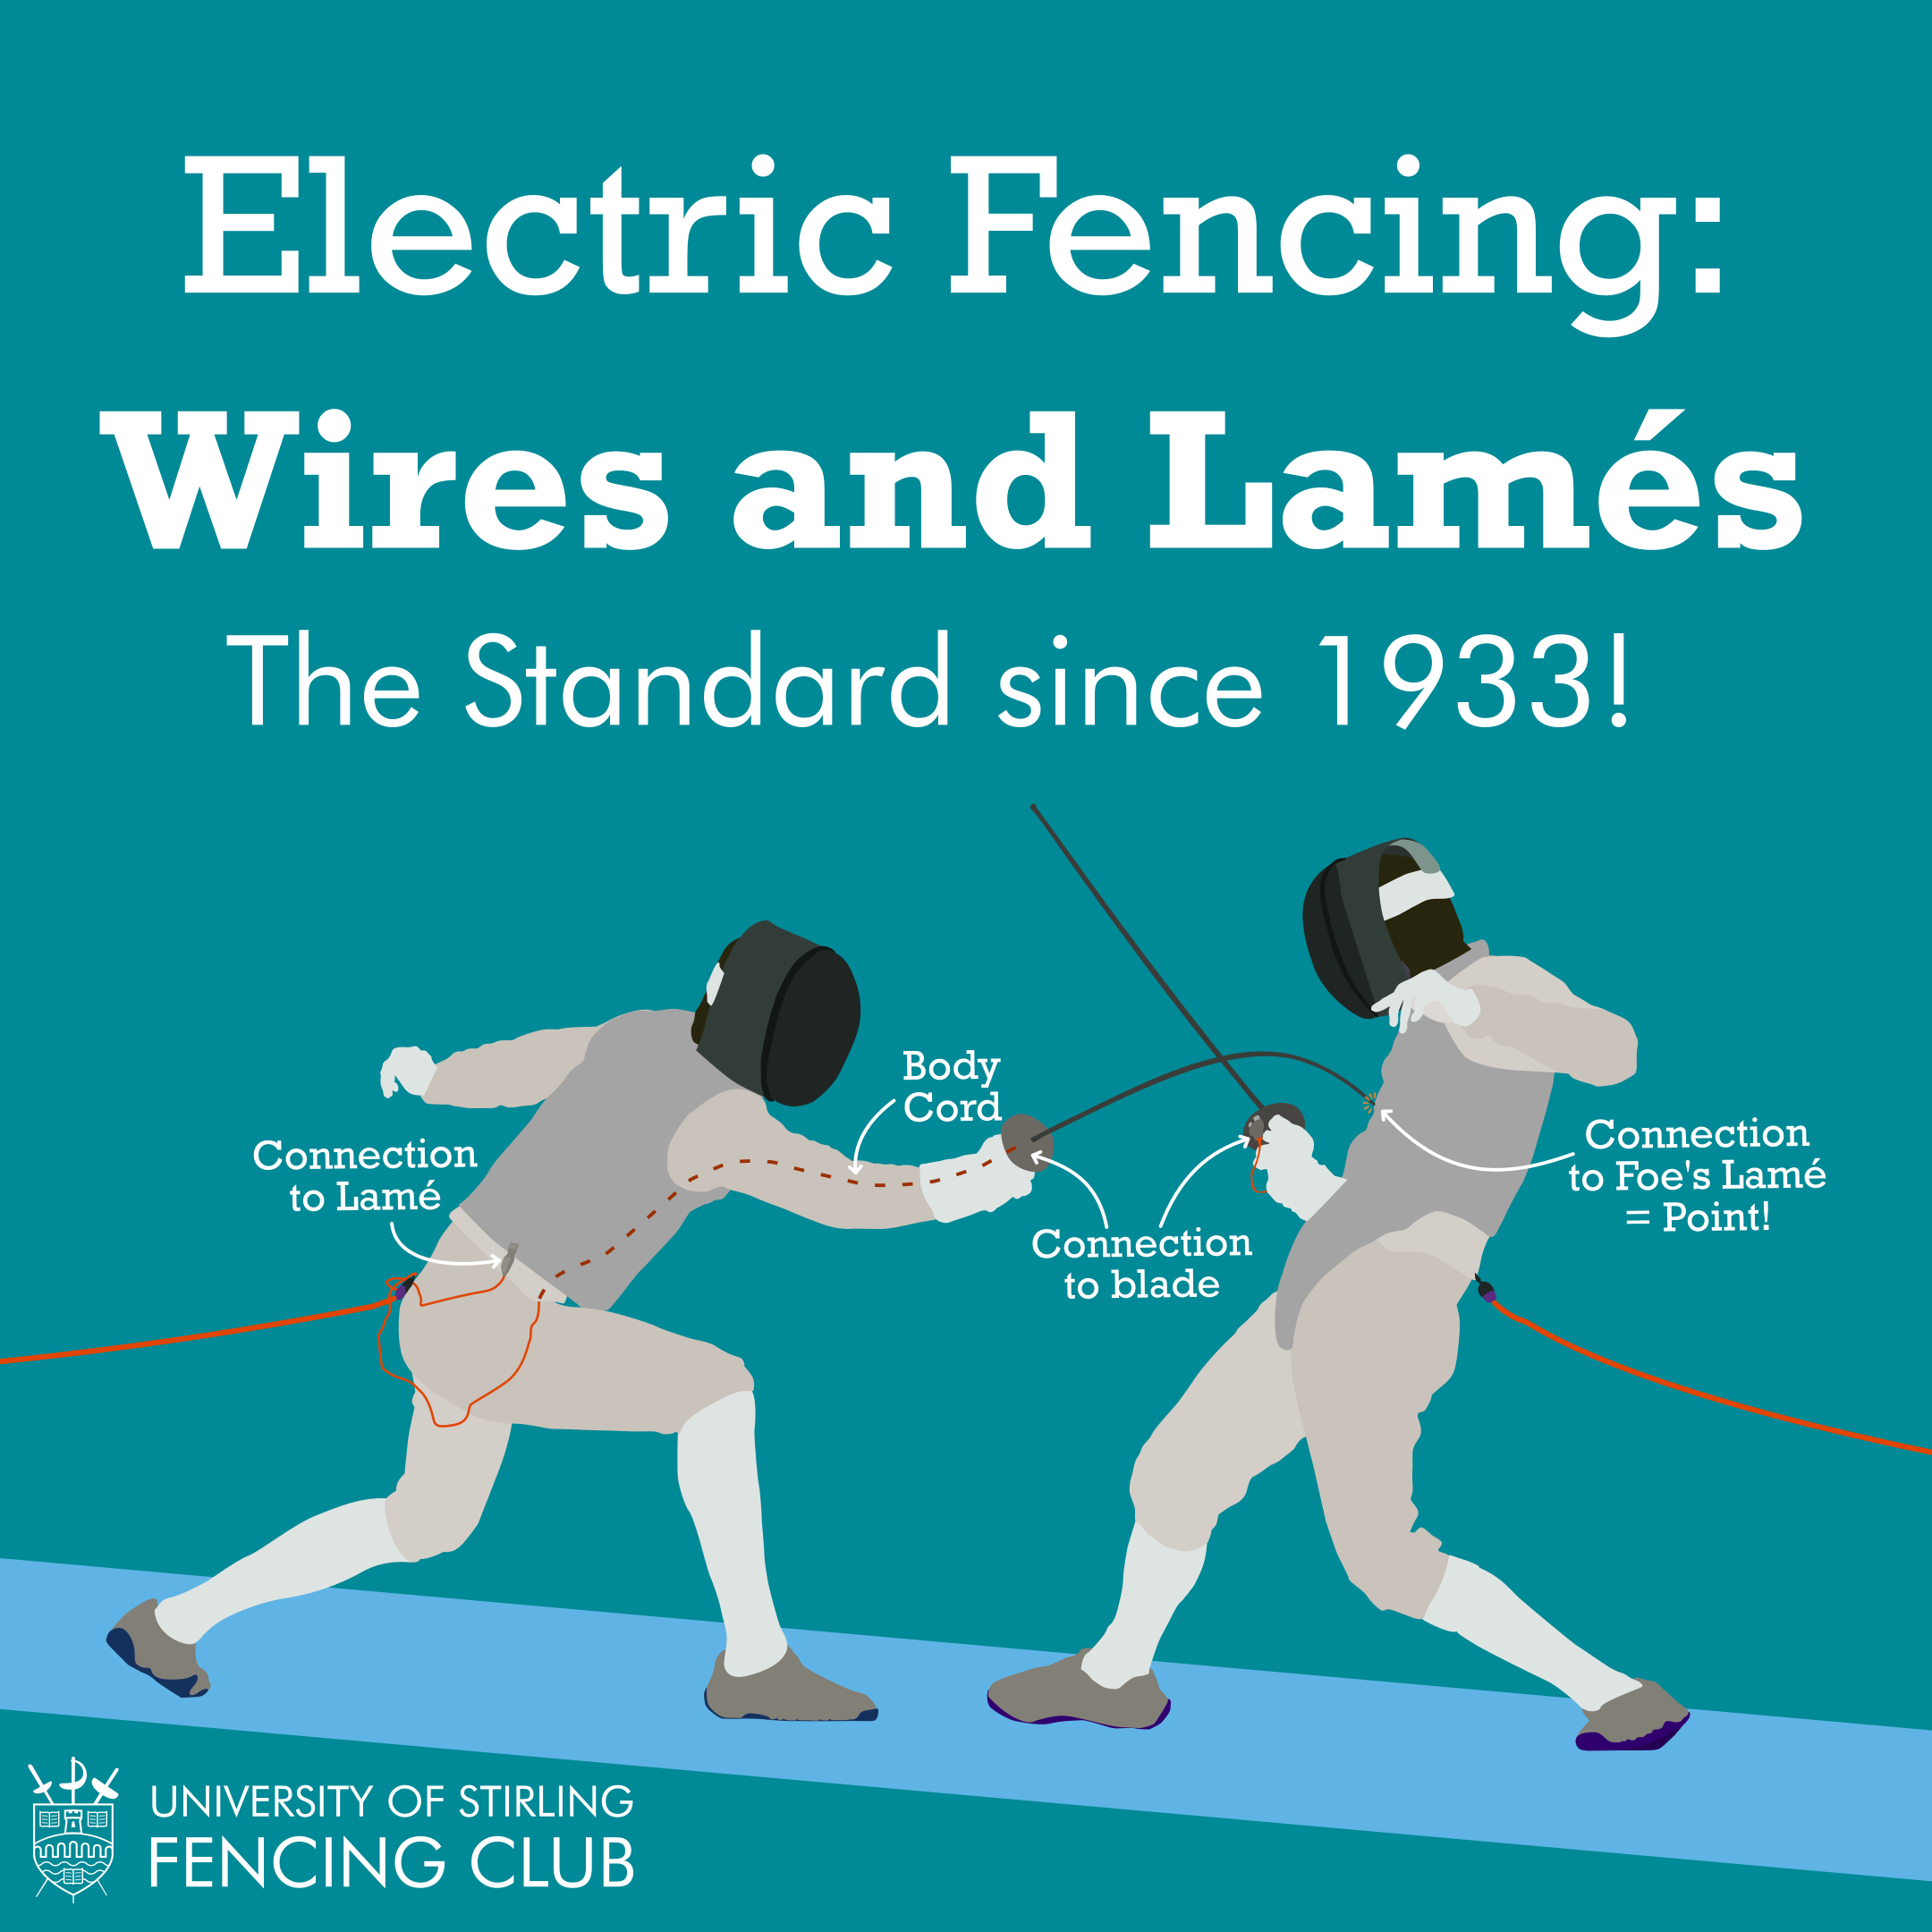 Electric Fencing:
Wires and Lamés
The Standard since 1933!
Body
Cord
Connection
to Lamé
Connection
to Foe's Lamé
= Point!
Connection
to blade
UNIVERSITY OF STIRLING
FENCING CLUB